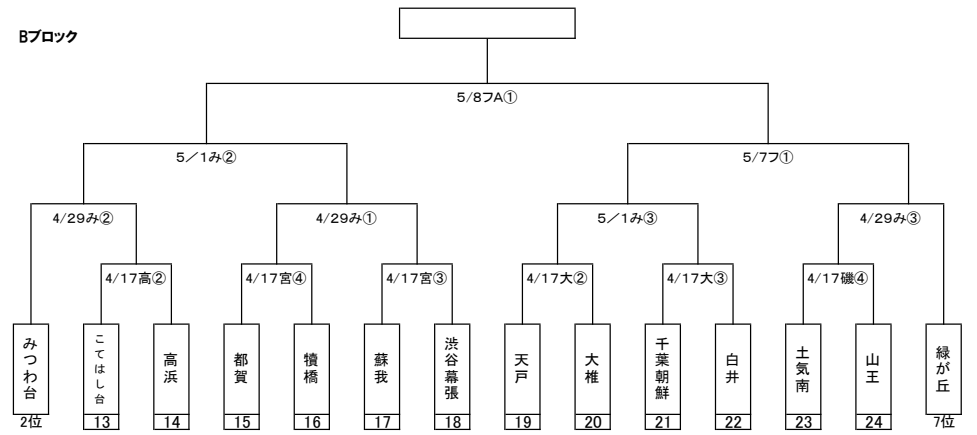 Bブロック
5/8フA①
5／1み②
5/7フ①
4/29み②
4/29み①
5／1み③
4/29み③
4/17高②
4/17宮④
4/17宮③
4/17大②
4/17大③
4/17磯④
みつわ台
こてはし台
高浜
都賀
犢橋
蘇我
渋谷幕張
天戸
大椎
千葉朝鮮
白井
土気南
山王
緑が丘
2位
13
14
15
16
17
18
19
20
21
22
23
24
7位